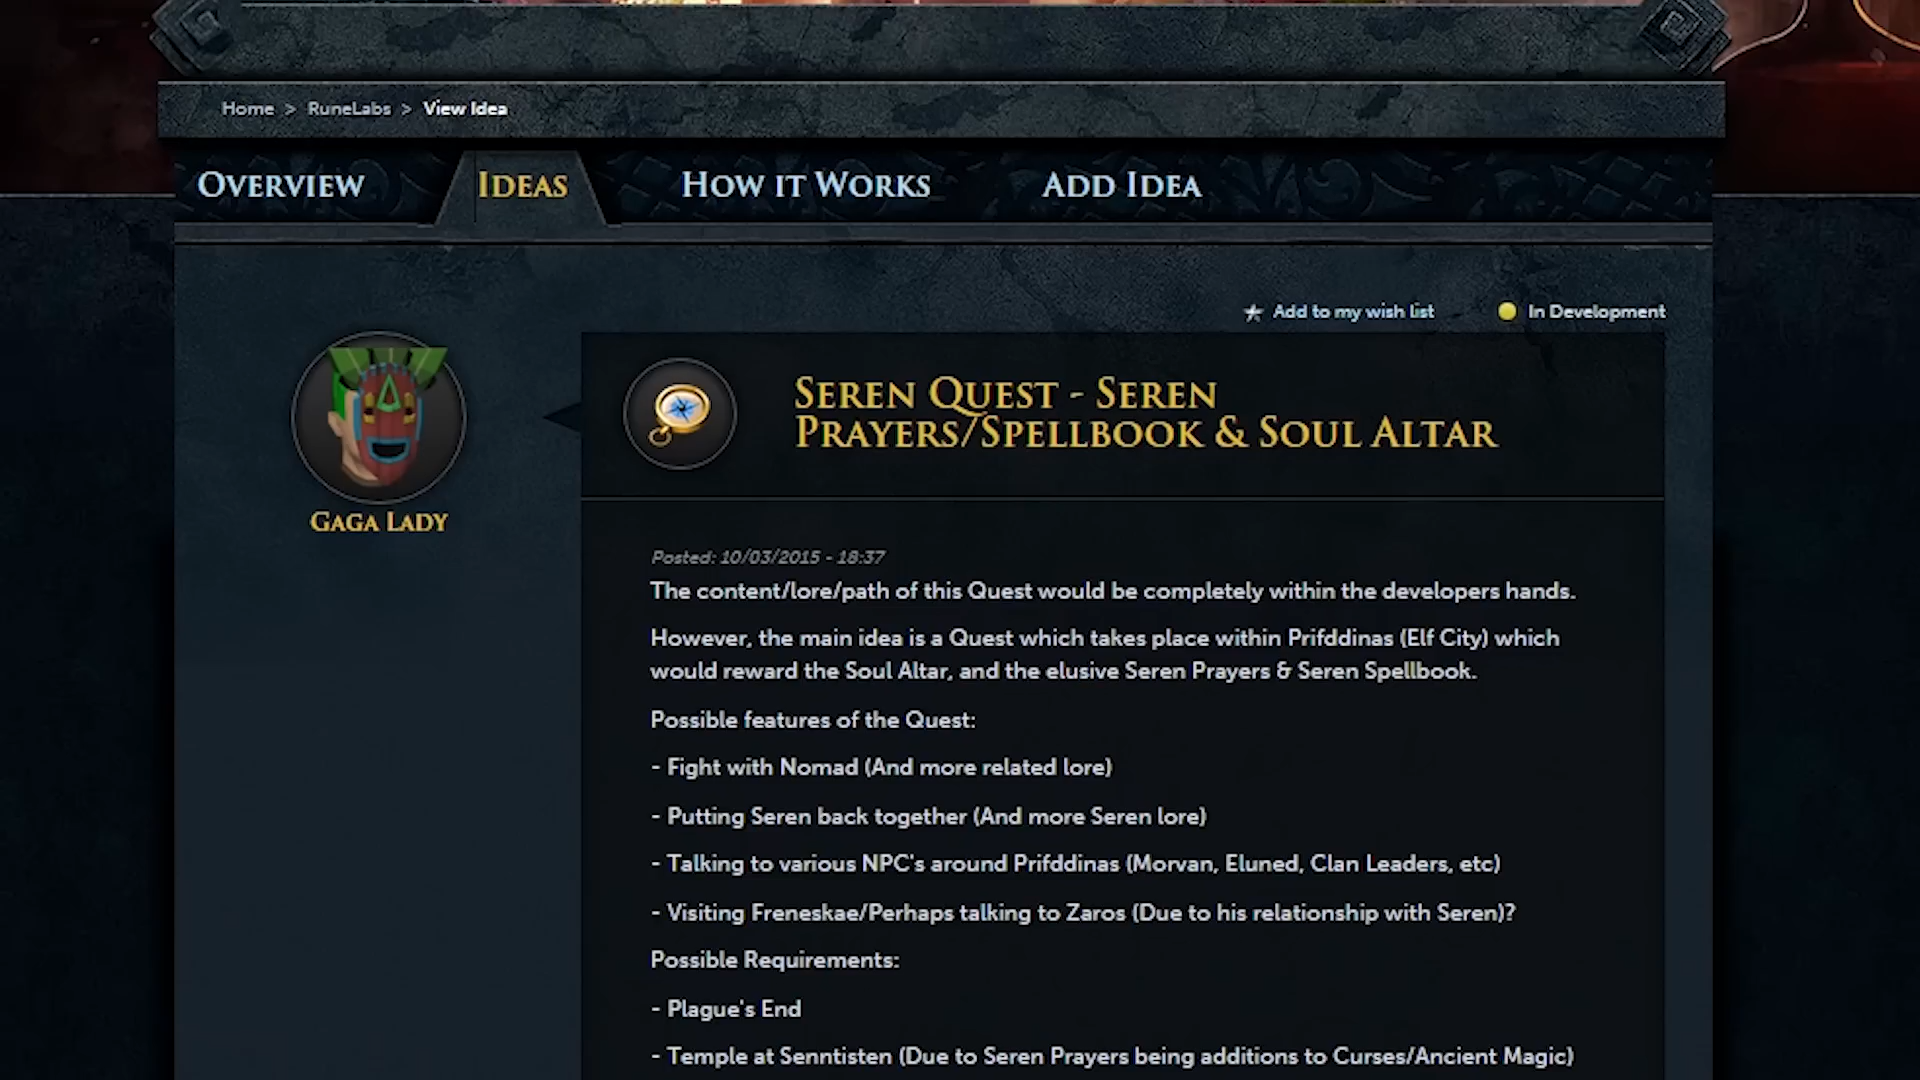 Home > RuneLabs > View Idea
Overview Ideas How it Works Add Idea
Add to my wish list In Development
Seren Quest - Seren
Prayers/Spellbook & Soul Altar
Gaga Lady
Posted: 10/03/2015 - 18:37
The content/lore/path of this Quest would be completely within the developers hands.
However, the main idea is a Quest which takes place within Prifddinas (Elf City) which
would reward the Soul Altar, and the elusive Seren Prayers & Seren Spellbook.
Possible features of the Quest:
- Fight with Nomad (And more related lore)
- Putting Seren back together (And more Seren lore)
- Talking to various NPC's around Prifddinas (Morvan, Eluned, Clan Leaders, etc)
- Visiting Freneskae/Perhaps talking to Zaros (Due to his relationship with Seren)?
Possible Requirements:
- Plague's End
- Temple at Senntisten (Due to Seren Prayers being additions to Curses/Ancient Magic)